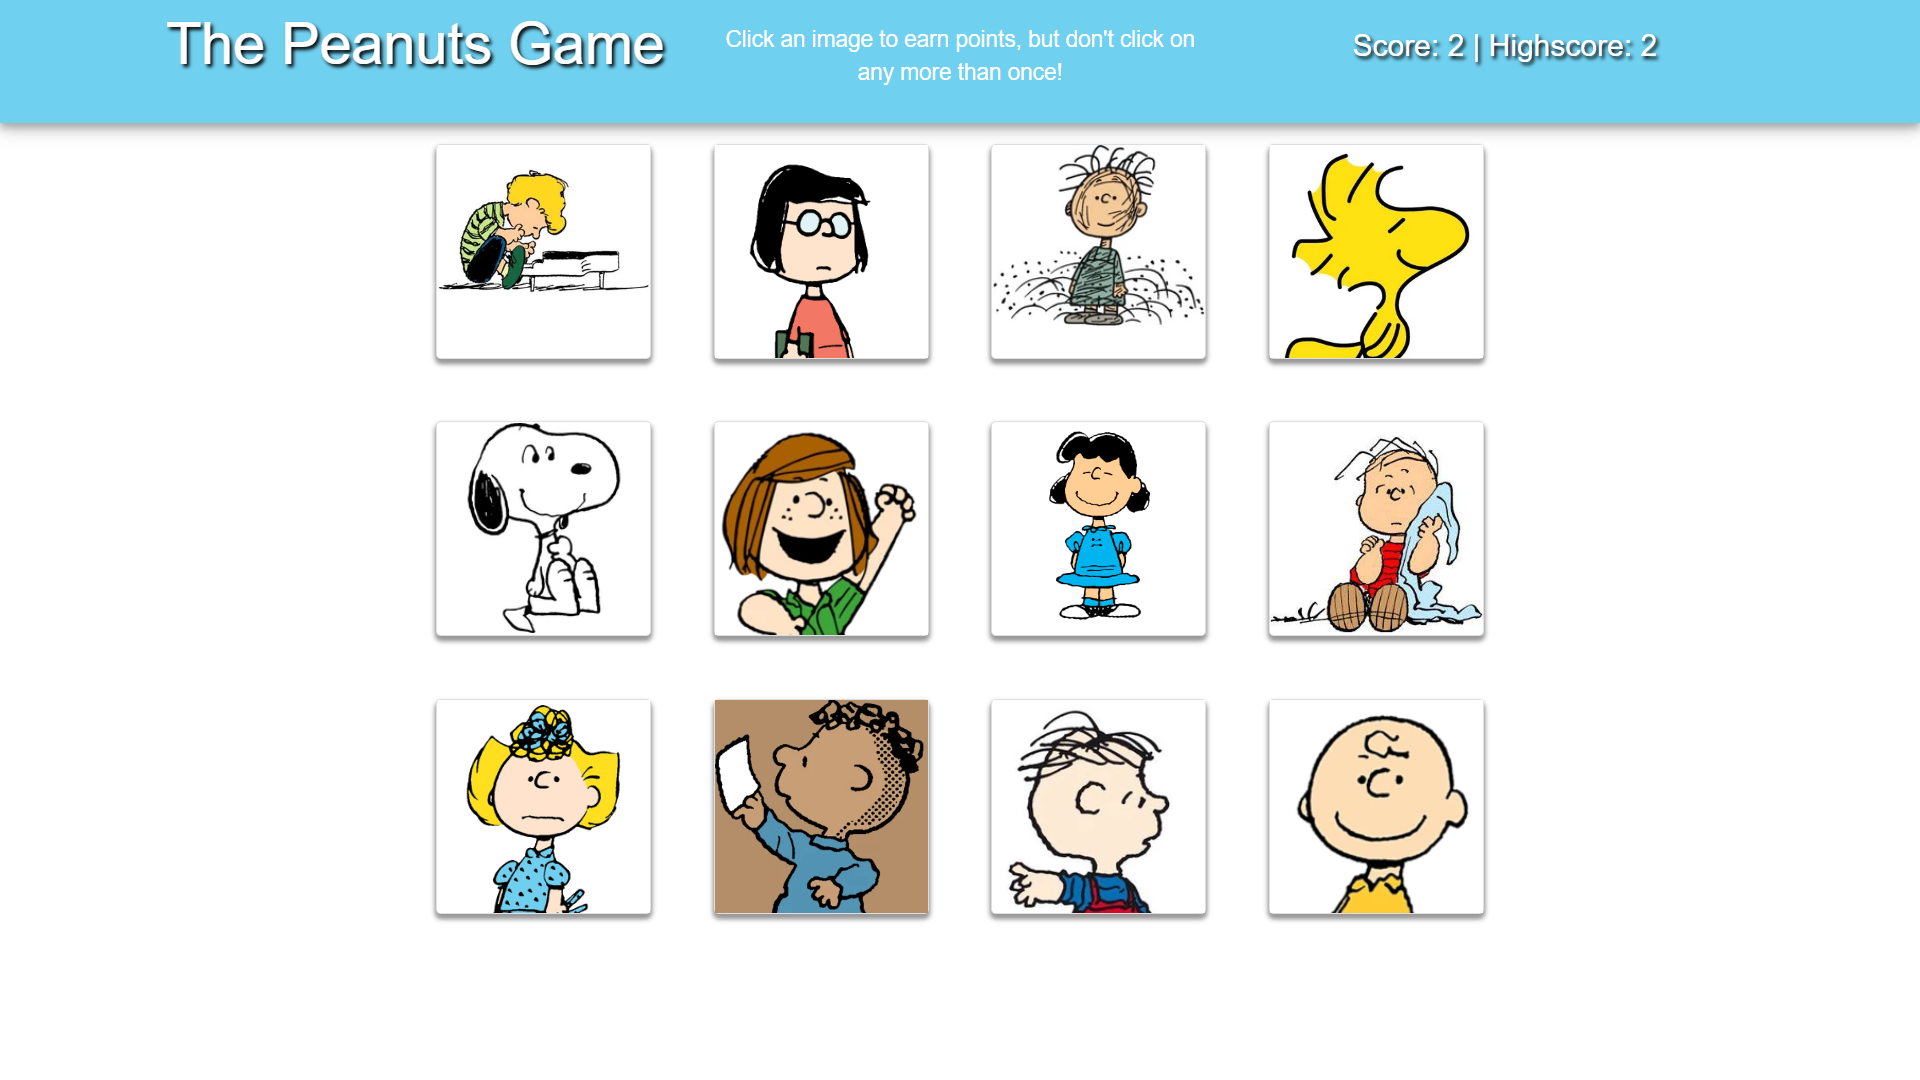 The Peanuts Game
Click an image to earn points, but don't click on
any more than once!
Score: 2 | Highscore: 2